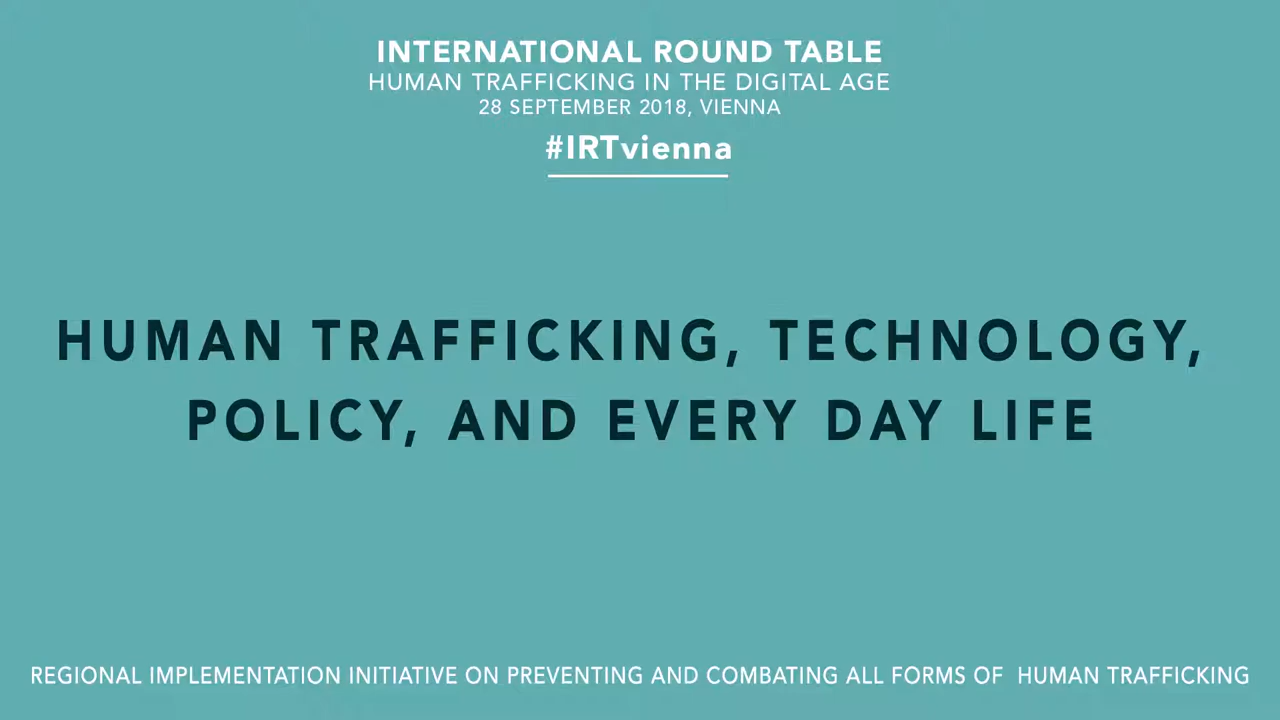 INTERNATIONAL ROUND TABLE
HUMAN TRAFFICKING IN THE DIGITAL AGE
28 SEPTEMBER 2018, VIENNA
#IRTvienna
HUMAN TRAFFICKING, TECHNOLOGY,
POLICY, AND EVERY DAY LIFE
REGIONAL IMPLEMENTATION INITIATIVE ON PREVENTING AND COMBATING ALL FORMS OF  HUMAN TRAFFICKING